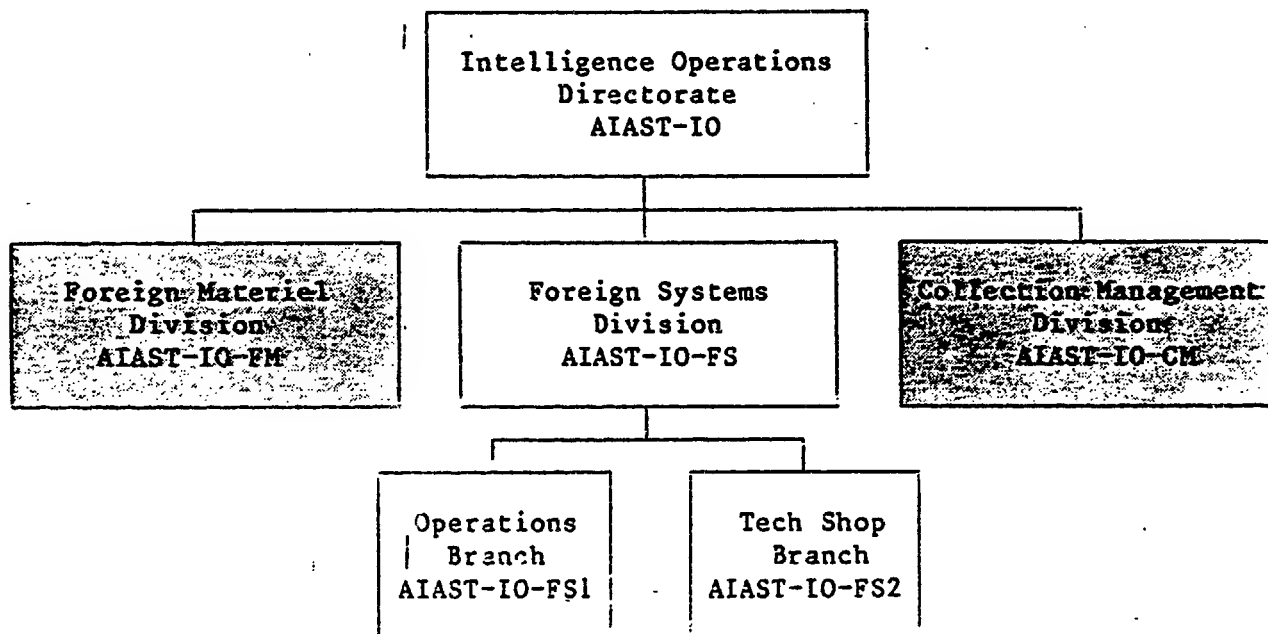 Intelligence Operations
Directorate
AIAST-IO
Foreign Materiel
Division
AIAST-IO-FM
Foreign Systems
Division
AIAST-IO-FS
Collection Management
Division
AIAST-IO-CM
Operations
Branch
AIAST-IO-FS1
Tech Shop
Branch
AIAST-IO-FS2